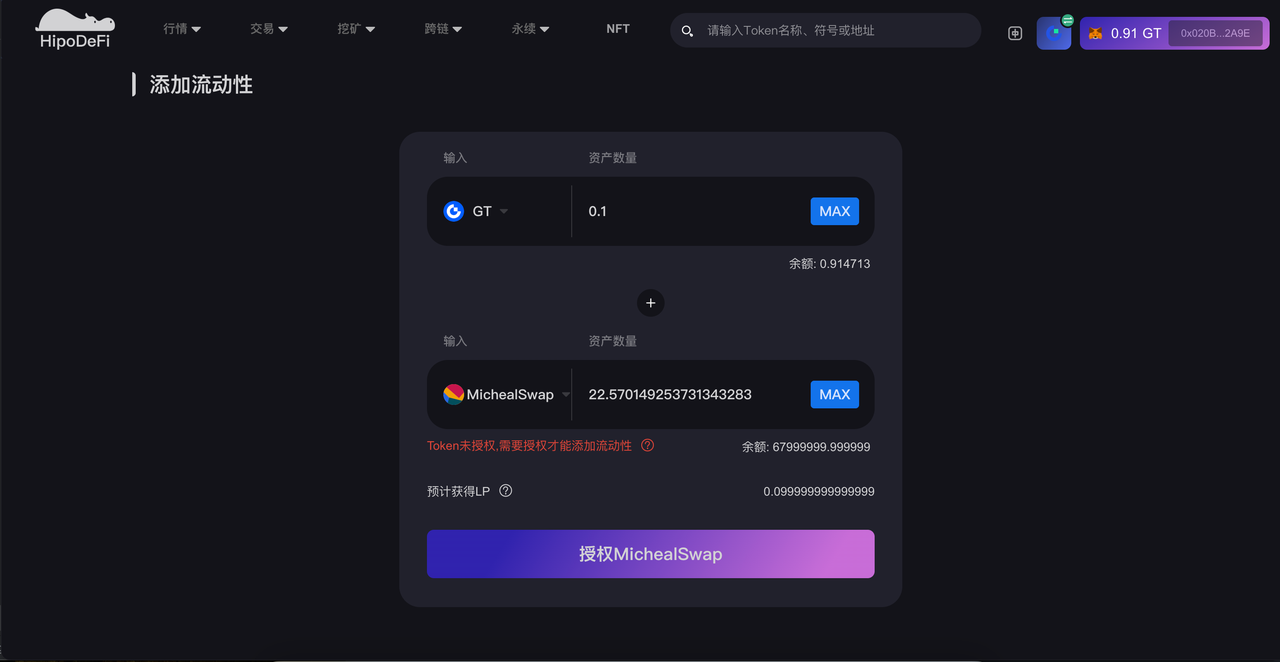 HipoDeFi
行情 交易 挖矿 跨链 永续 NFT 请输入Token名称、符号或地址 中 0.91 GT 0x020B...2A9E
添加流动性
输入 资产数量
GT 0.1 MAX
余额: 0.914713
+
输入 资产数量
MichealSwap 22.570149253731343283 MAX
Token未授权,需要授权才能添加流动性 ? 余额: 67999999.999999
预计获得LP ? 0.099999999999999
授权MichealSwap